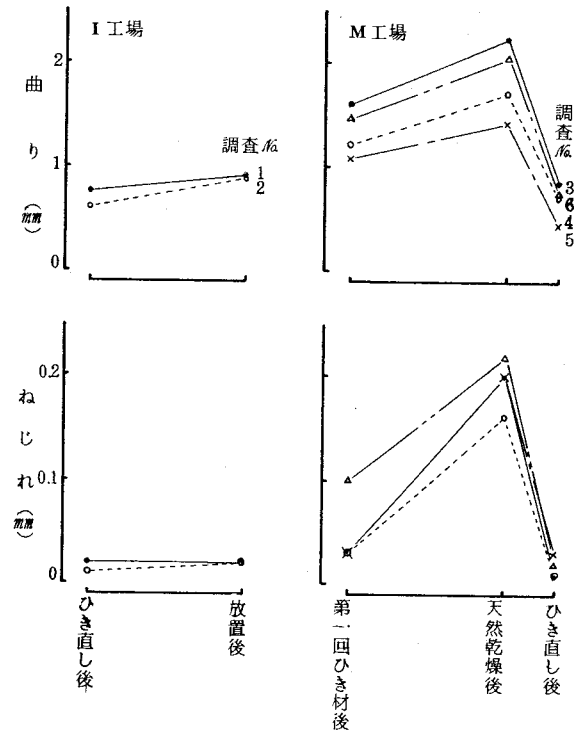 I工場
M工場
2
1
0
曲り(mm)
調査No.
1
2
調査No.
3
6
4
5
0.2
0.1
0
ねじれ(mm)
ひき直し後
放置後
第一回ひき材後
天然乾燥後
ひき直し後